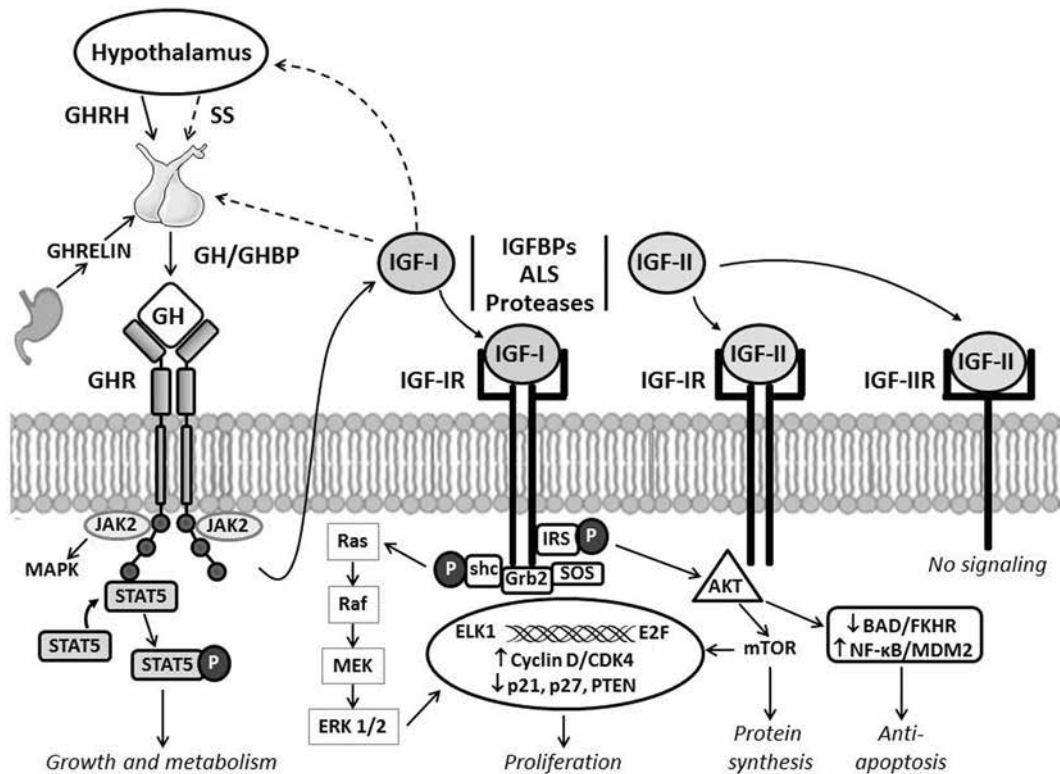 Hypothalamus
GHRH
SS
GHRELIN
GH/GHBP
GH
GHR
JAK2
JAK2
MAPK
STAT5
STAT5
STAT5
P
Growth and metabolism
IGF-I
IGFBPs
ALS
Proteases
IGF-II
IGF-I
IGF-IR
IGF-II
IGF-IR
IGF-II
IGF-IIR
No signaling
Ras
Raf
MEK
ERK 1/2
P
shc
Grb2
SOS
IRS
P
AKT
ELK1
E2F
↑ Cyclin D/CDK4
↓ p21, p27, PTEN
Proliferation
mTOR
Protein
synthesis
↓ BAD/FKHR
↑ NF-κB/MDM2
Anti-
apoptosis